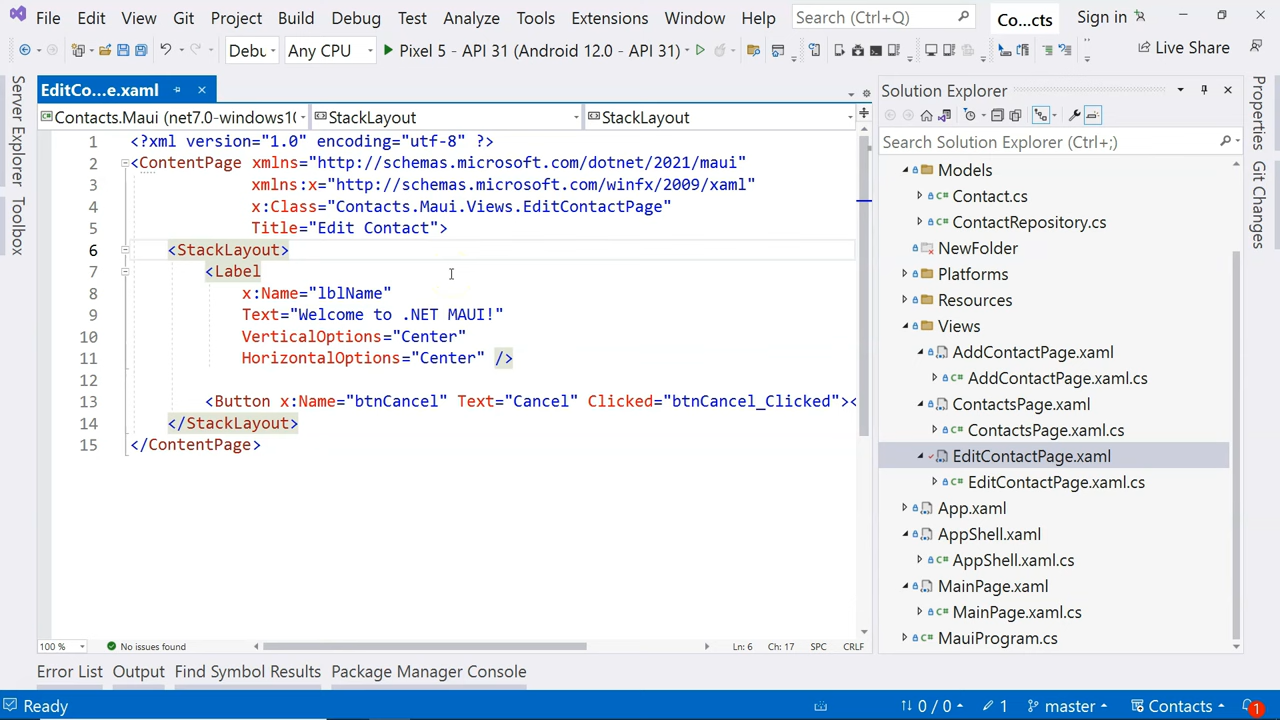 File Edit View Git Project Build Debug Test Analyze Tools Extensions Window Help Search (Ctrl+Q) Co...cts Sign in
Debu Any CPU Pixel 5 - API 31 (Android 12.0 - API 31) Live Share
Server Explorer
Toolbox
EditCo...e.xaml
Contacts.Maui (net7.0-windows10 StackLayout StackLayout
1 <?xml version="1.0" encoding="utf-8" ?>
2 <ContentPage xmlns="http://schemas.microsoft.com/dotnet/2021/maui"
3 xmlns:x="http://schemas.microsoft.com/winfx/2009/xaml"
4 x:Class="Contacts.Maui.Views.EditContactPage"
5 Title="Edit Contact">
6 <StackLayout>
7 <Label
8 x:Name="lblName"
9 Text="Welcome to .NET MAUI!"
10 VerticalOptions="Center"
11 HorizontalOptions="Center" />
12
13 <Button x:Name="btnCancel" Text="Cancel" Clicked="btnCancel_Clicked"><
14 </StackLayout>
15 </ContentPage>
100 % No issues found Ln: 6 Ch: 17 SPC CRLF
Solution Explorer
Search Solution Explorer (Ctrl+;)
Models
C# Contact.cs
C# ContactRepository.cs
NewFolder
Platforms
Resources
Views
AddContactPage.xaml
C# AddContactPage.xaml.cs
ContactsPage.xaml
C# ContactsPage.xaml.cs
EditContactPage.xaml
C# EditContactPage.xaml.cs
App.xaml
AppShell.xaml
C# AppShell.xaml.cs
MainPage.xaml
C# MainPage.xaml.cs
C# MauiProgram.cs
Properties
Git Changes
Error List Output Find Symbol Results Package Manager Console
Ready 0 / 0 1 master Contacts 1